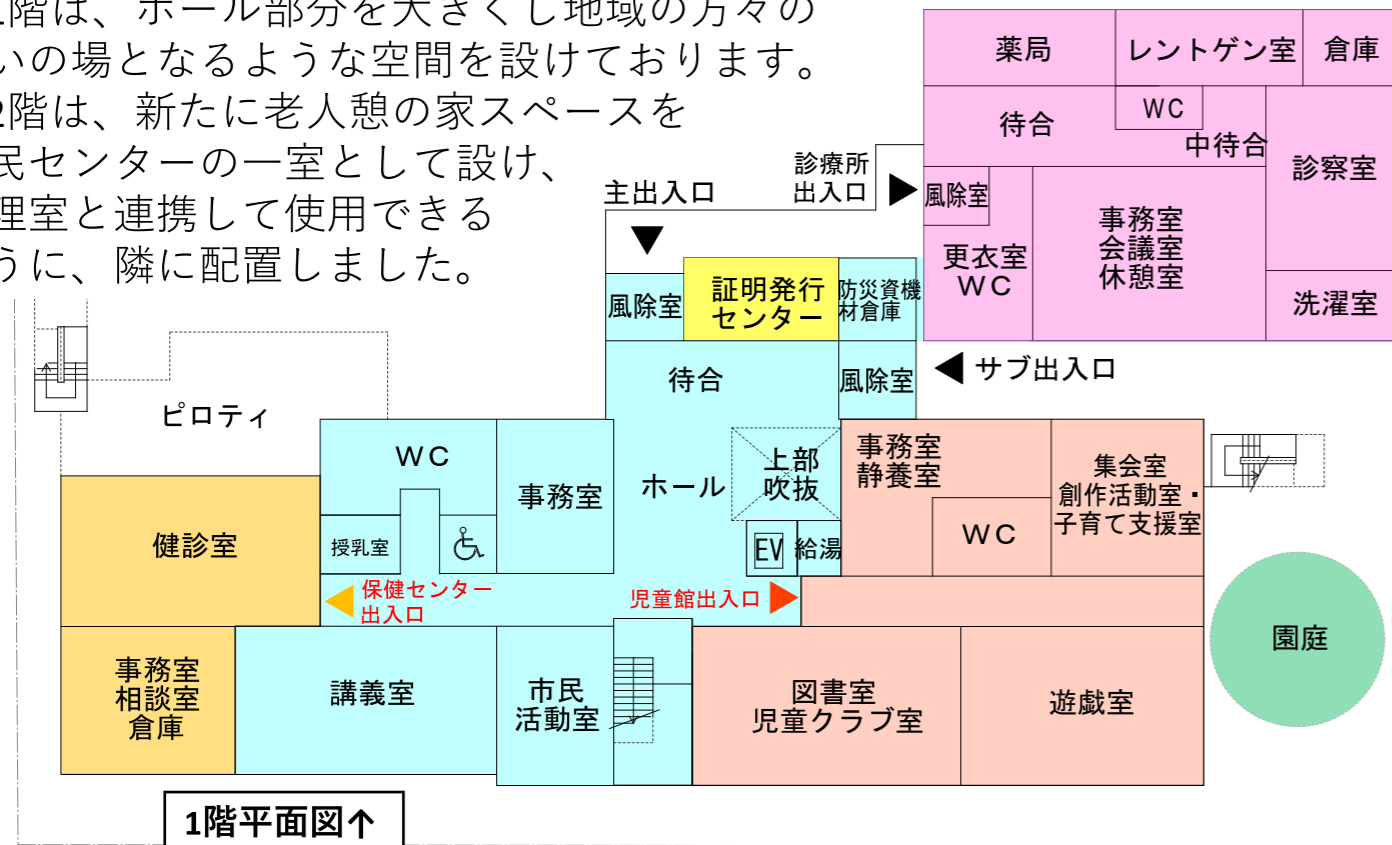 階は、ホール部分を大きくし地域の方々の
いの場となるような空間を設けております。
2階は、新たに老人憩の家スペースを
民センターの一室として設け、
理室と連携して使用できる
うに、隣に配置しました。
薬局
レントゲン室
倉庫
待合
WC
中待合
診察室
診療所
出入口
主出入口
風除室
更衣室
WC
事務室
会議室
休憩室
洗濯室
風除室
証明発行
センター
防災資機
材倉庫
待合
風除室
サブ出入口
ピロティ
WC
事務室
ホール
上部
吹抜
事務室
静養室
WC
集会室
創作活動室・
子育て支援室
健診室
授乳室
EV
給湯
保健センター
出入口
児童館出入口
園庭
事務室
相談室
倉庫
講義室
市民
活動室
図書室
児童クラブ室
遊戯室
1階平面図↑